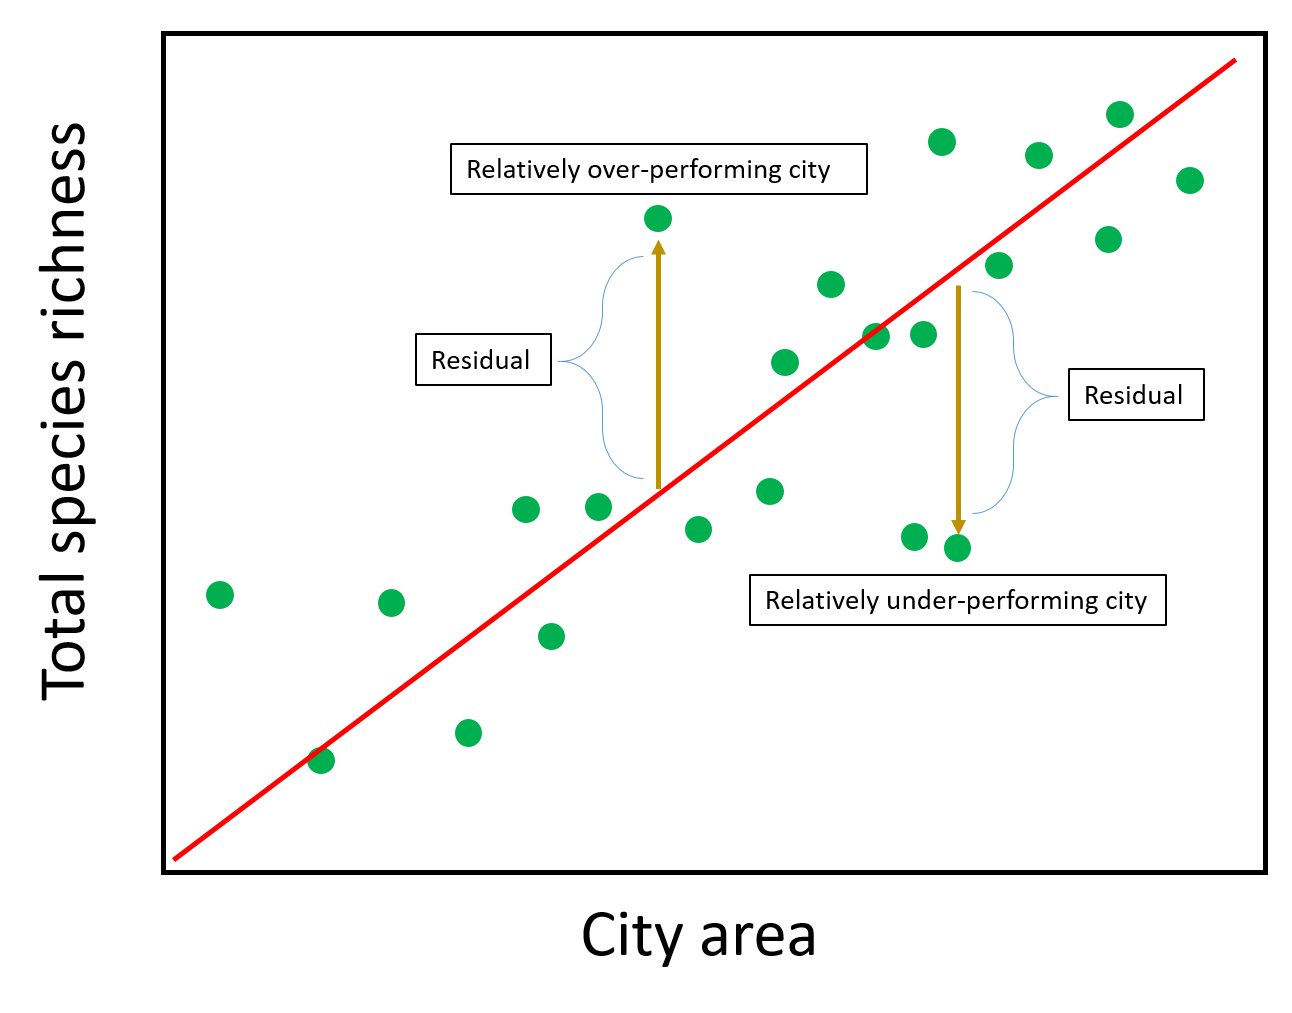 Total species richness
Relatively over-performing city
Residual
Residual
Relatively under-performing city
City area